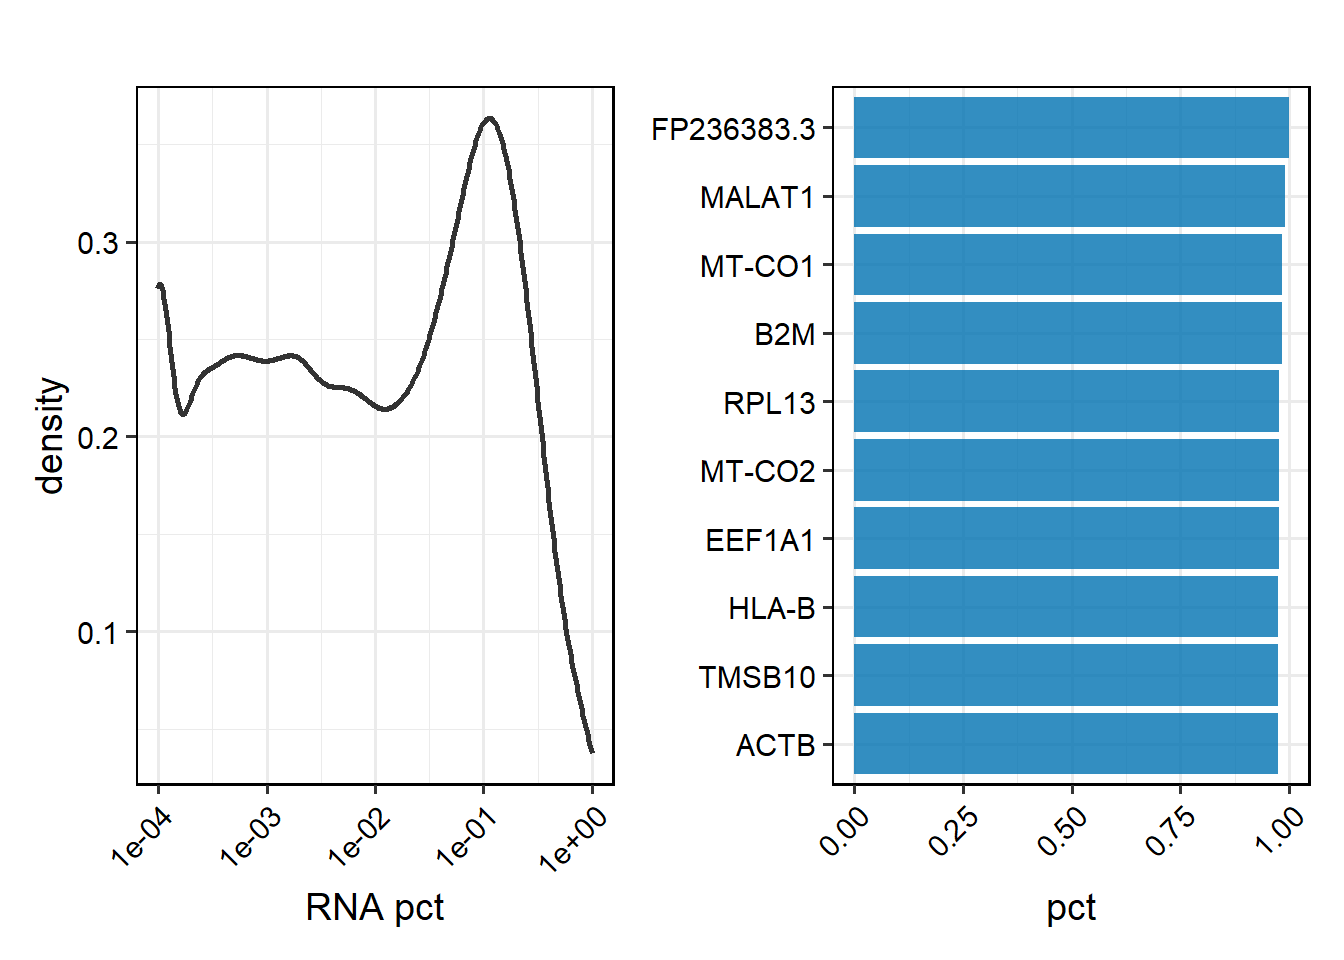 density
0.3
0.2
0.1
1e-04
1e-03
1e-02
1e-01
1e+00
RNA pct
FP236383.3
MALAT1
MT-CO1
B2M
RPL13
MT-CO2
EEF1A1
HLA-B
TMSB10
ACTB
0.00
0.25
0.50
0.75
1.00
pct